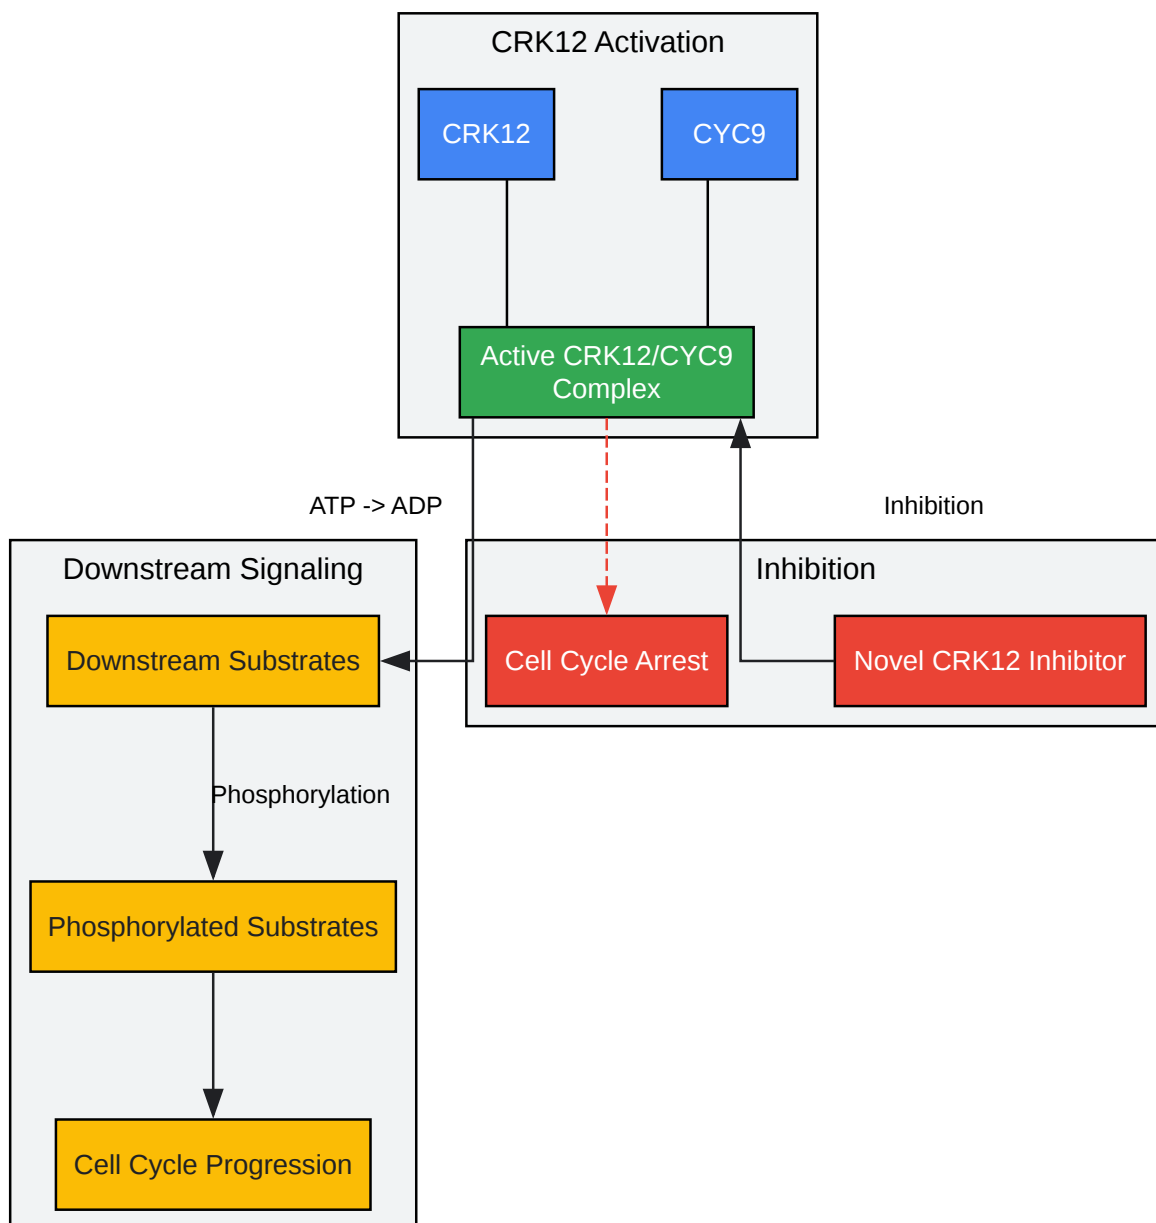 CRK12 Activation
CRK12
CYC9
Active CRK12/CYC9
Complex
ATP -> ADP
Inhibition
Downstream Signaling
Inhibition
Downstream Substrates
Cell Cycle Arrest
Novel CRK12 Inhibitor
Phosphorylation
Phosphorylated Substrates
Cell Cycle Progression